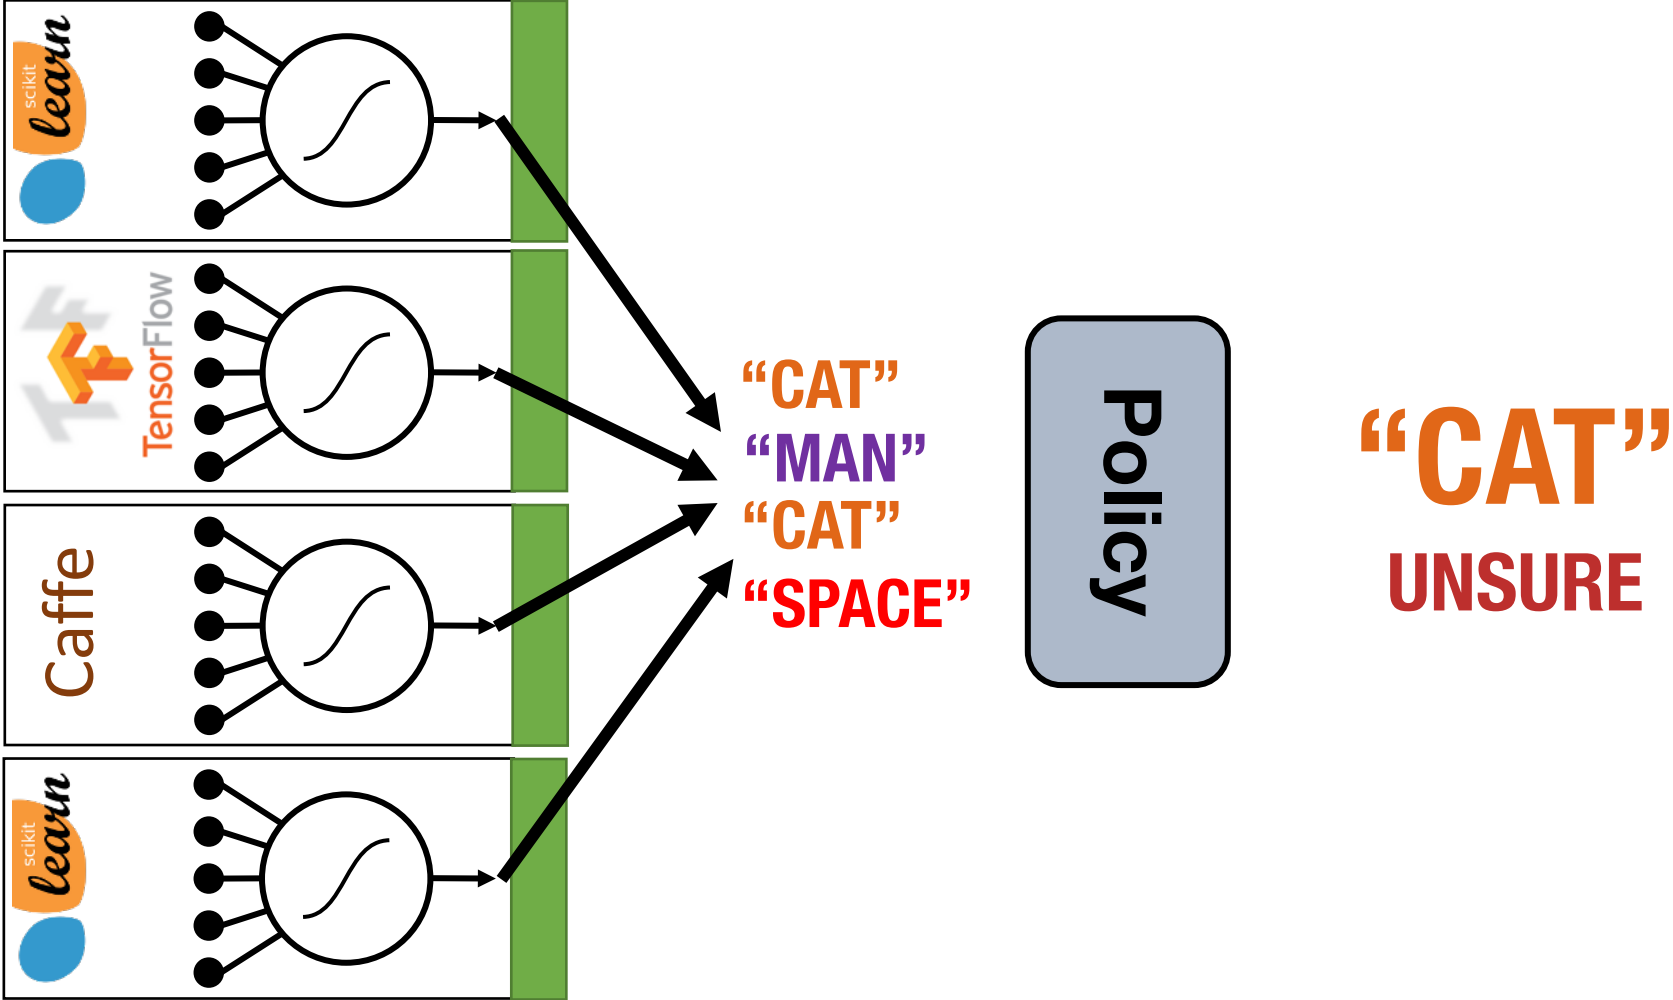 scikit
learn
TensorFlow
Caffe
scikit
learn
“CAT”
“MAN”
“CAT”
“SPACE”
Policy
“CAT”
UNSURE